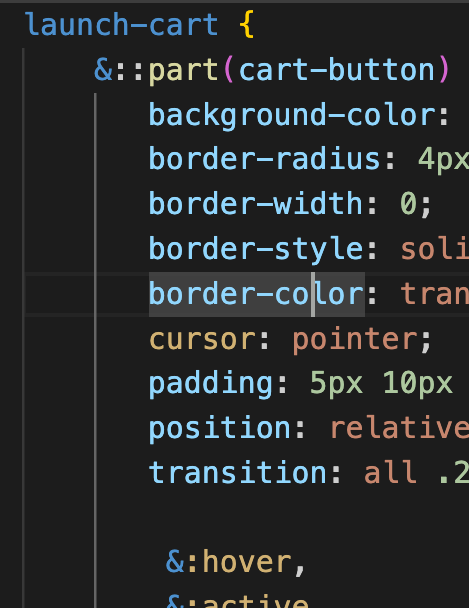 launch-cart {
&::part(cart-button)
background-color:
border-radius: 4px
border-width: 0;
border-style: soli
border-color: tran
cursor: pointer;
padding: 5px 10px
position: relative
transition: all .2
&:hover,
&:active